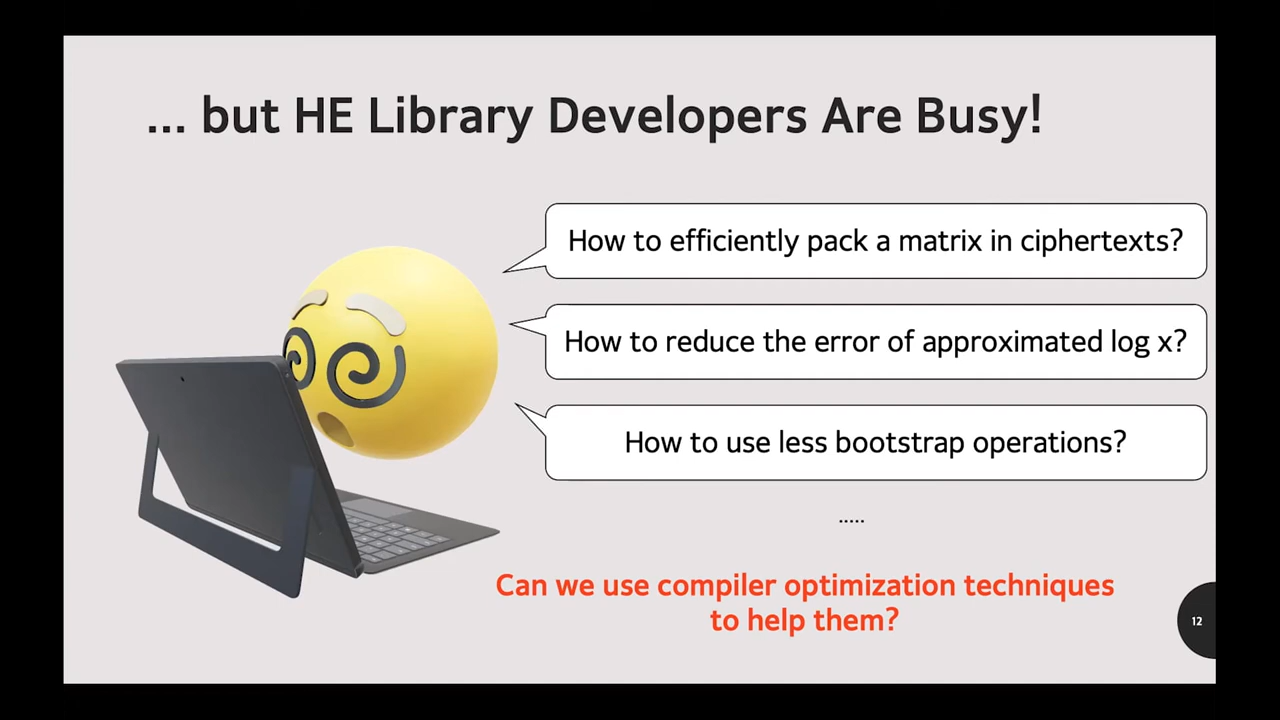 ... but HE Library Developers Are Busy!
How to efficiently pack a matrix in ciphertexts?
How to reduce the error of approximated log x?
How to use less bootstrap operations?
.....
Can we use compiler optimization techniques
to help them?
12